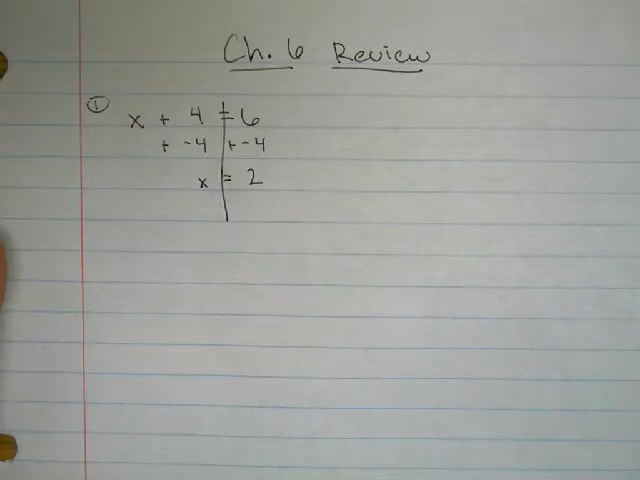 Ch. 6 Review
① x + 4 = 6
+ -4 + -4
x = 2